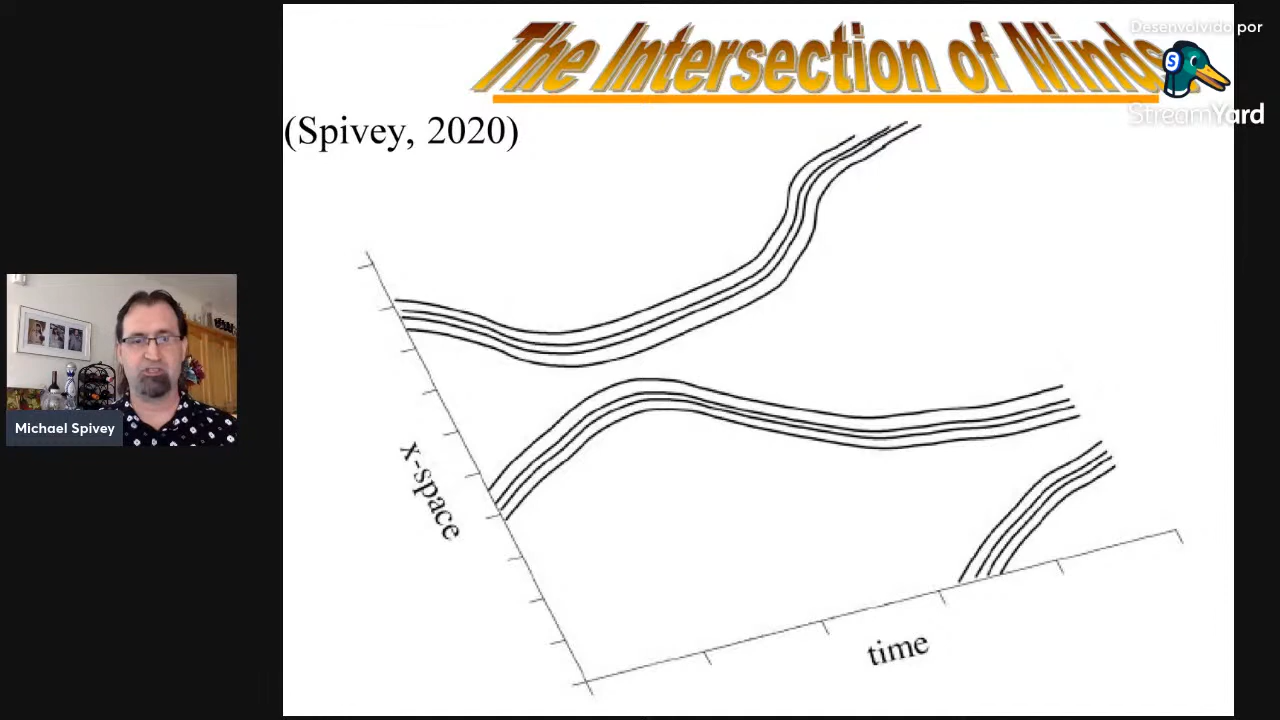 The Intersection of Minds
Desenvolvido por
S
StreamYard
(Spivey, 2020)
x-space
time
Michael Spivey